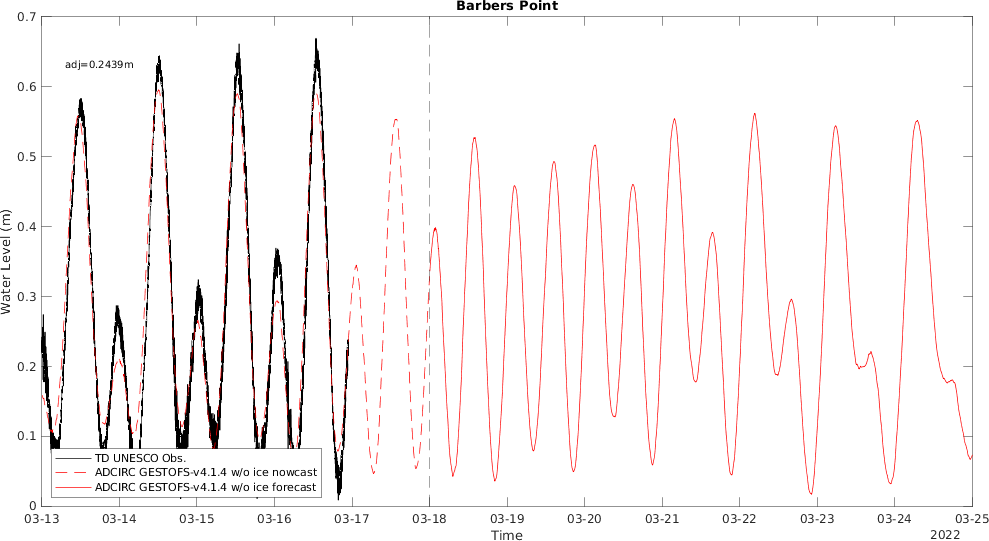 Barbers Point
0.7
0.6
0.5
0.4
0.3
0.2
0.1
0
Water Level (m)
adj=0.2439m
TD UNESCO Obs.
ADCIRC GESTOFS-v4.1.4 w/o ice nowcast
ADCIRC GESTOFS-v4.1.4 w/o ice forecast
03-13 03-14 03-15 03-16 03-17 03-18 03-19 03-20 03-21 03-22 03-23 03-24 03-25
Time
2022